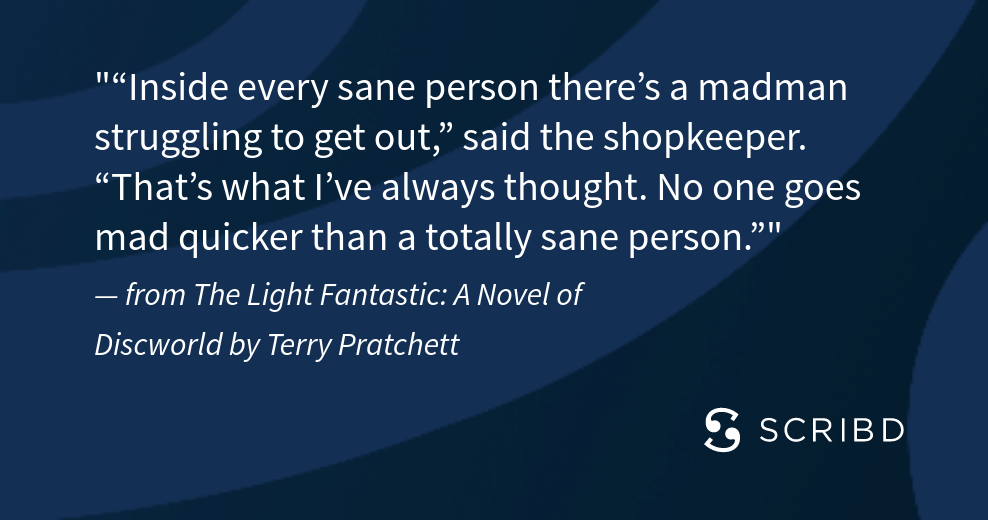 "“Inside every sane person there’s a madman
struggling to get out,” said the shopkeeper.
“That’s what I’ve always thought. No one goes
mad quicker than a totally sane person.”"
— from The Light Fantastic: A Novel of
Discworld by Terry Pratchett
SCRIBD